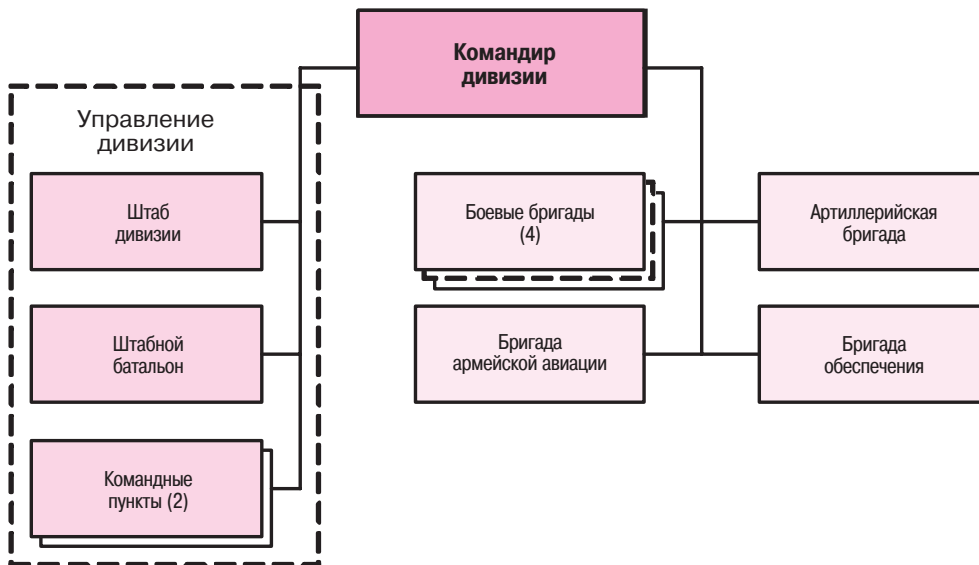 Командир
дивизии
Управление
дивизии
Штаб
дивизии
Боевые бригады
(4)
Артиллерийская
бригада
Штабной
батальон
Бригада
армейской авиации
Бригада
обеспечения
Командные
пункты (2)